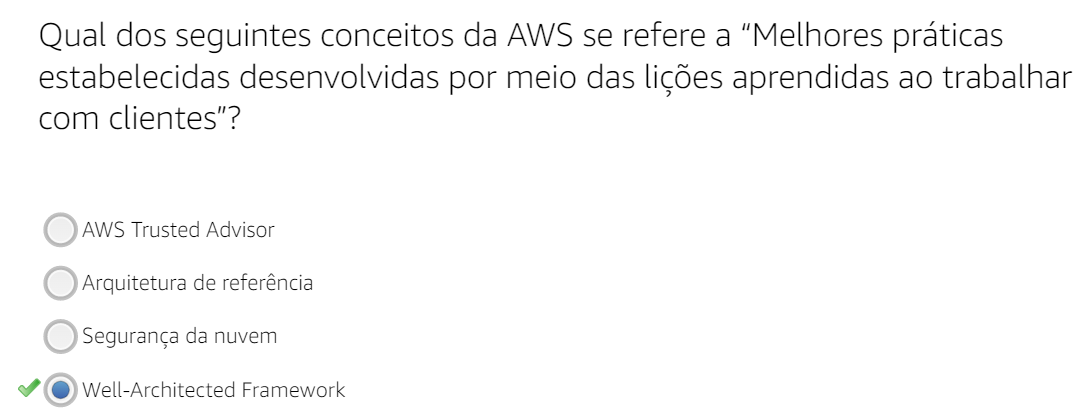 Qual dos seguintes conceitos da AWS se refere a “Melhores práticas
estabelecidas desenvolvidas por meio das lições aprendidas ao trabalhar
com clientes”?
AWS Trusted Advisor
Arquitetura de referência
Segurança da nuvem
Well-Architected Framework